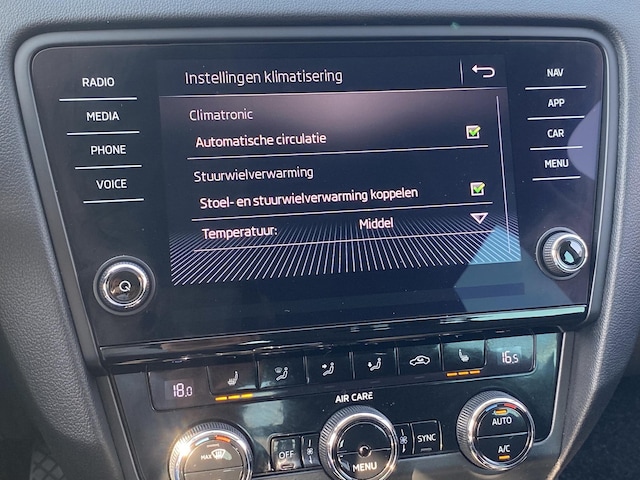 RADIO
MEDIA
PHONE
VOICE
Instellingen klimatisering
Climatronic
Automatische circulatie
Stuurwielverwarming
Stoel- en stuurwielverwarming koppelen
Temperatuur: Middel
NAV
APP
CAR
MENU
18.0
16.5
AIR CARE
MAX
OFF
MENU
SYNC
AUTO
A/C